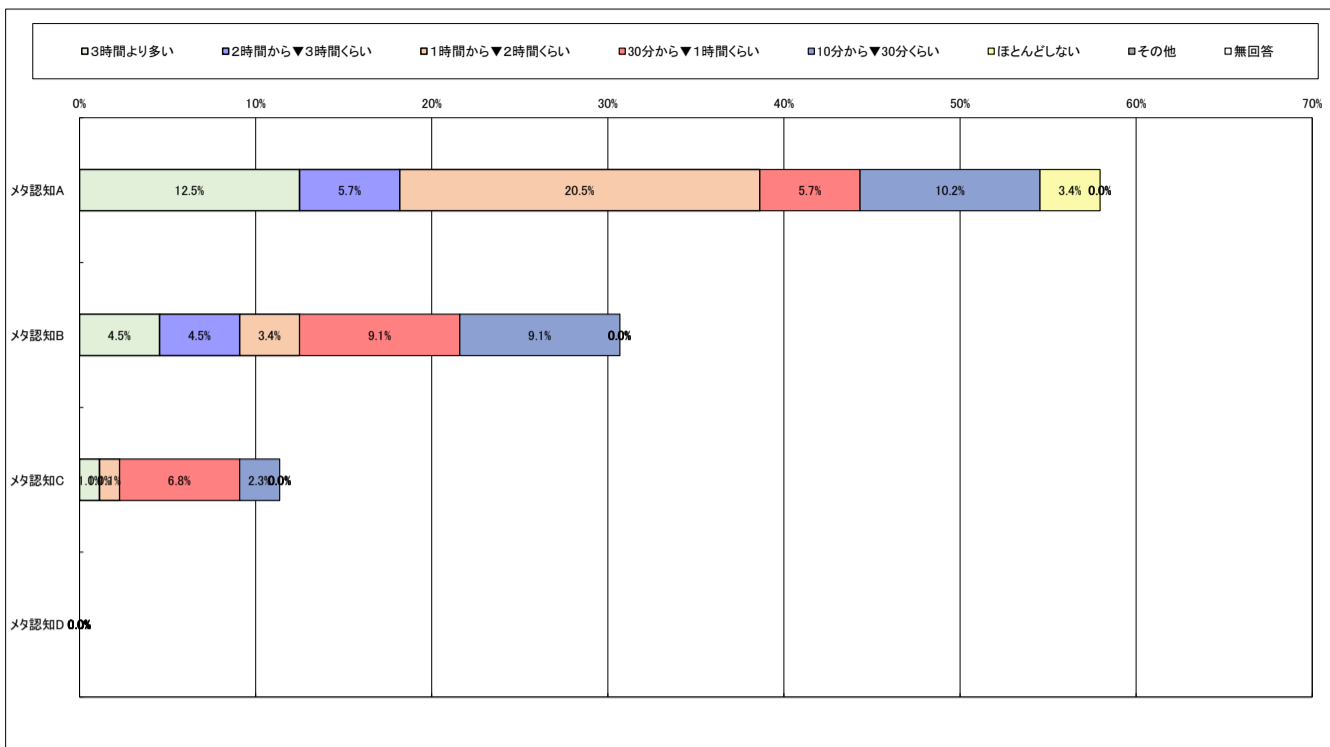 ３時間より多い ２時間から▼３時間くらい １時間から▼２時間くらい 30分から▼１時間くらい 10分から▼30分くらい ほとんどしない その他 無回答
0% 10% 20% 30% 40% 50% 60% 70%
メタ認知A 12.5% 5.7% 20.5% 5.7% 10.2% 3.4% 0.0%
メタ認知B 4.5% 4.5% 3.4% 9.1% 9.1% 0.0%
メタ認知C 6.8% 2.3% 0.0%
メタ認知D 0.0%